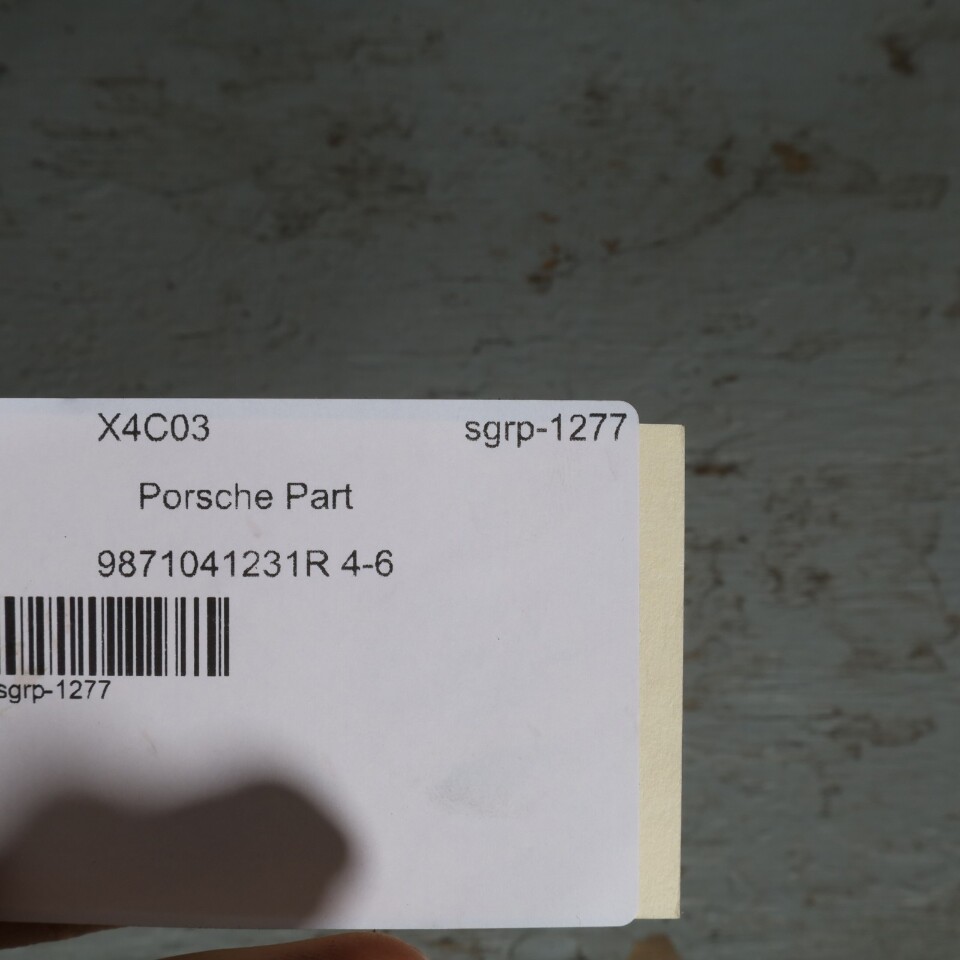 X4C03 sgrp-1277
Porsche Part
9871041231R 4-6
sgrp-1277